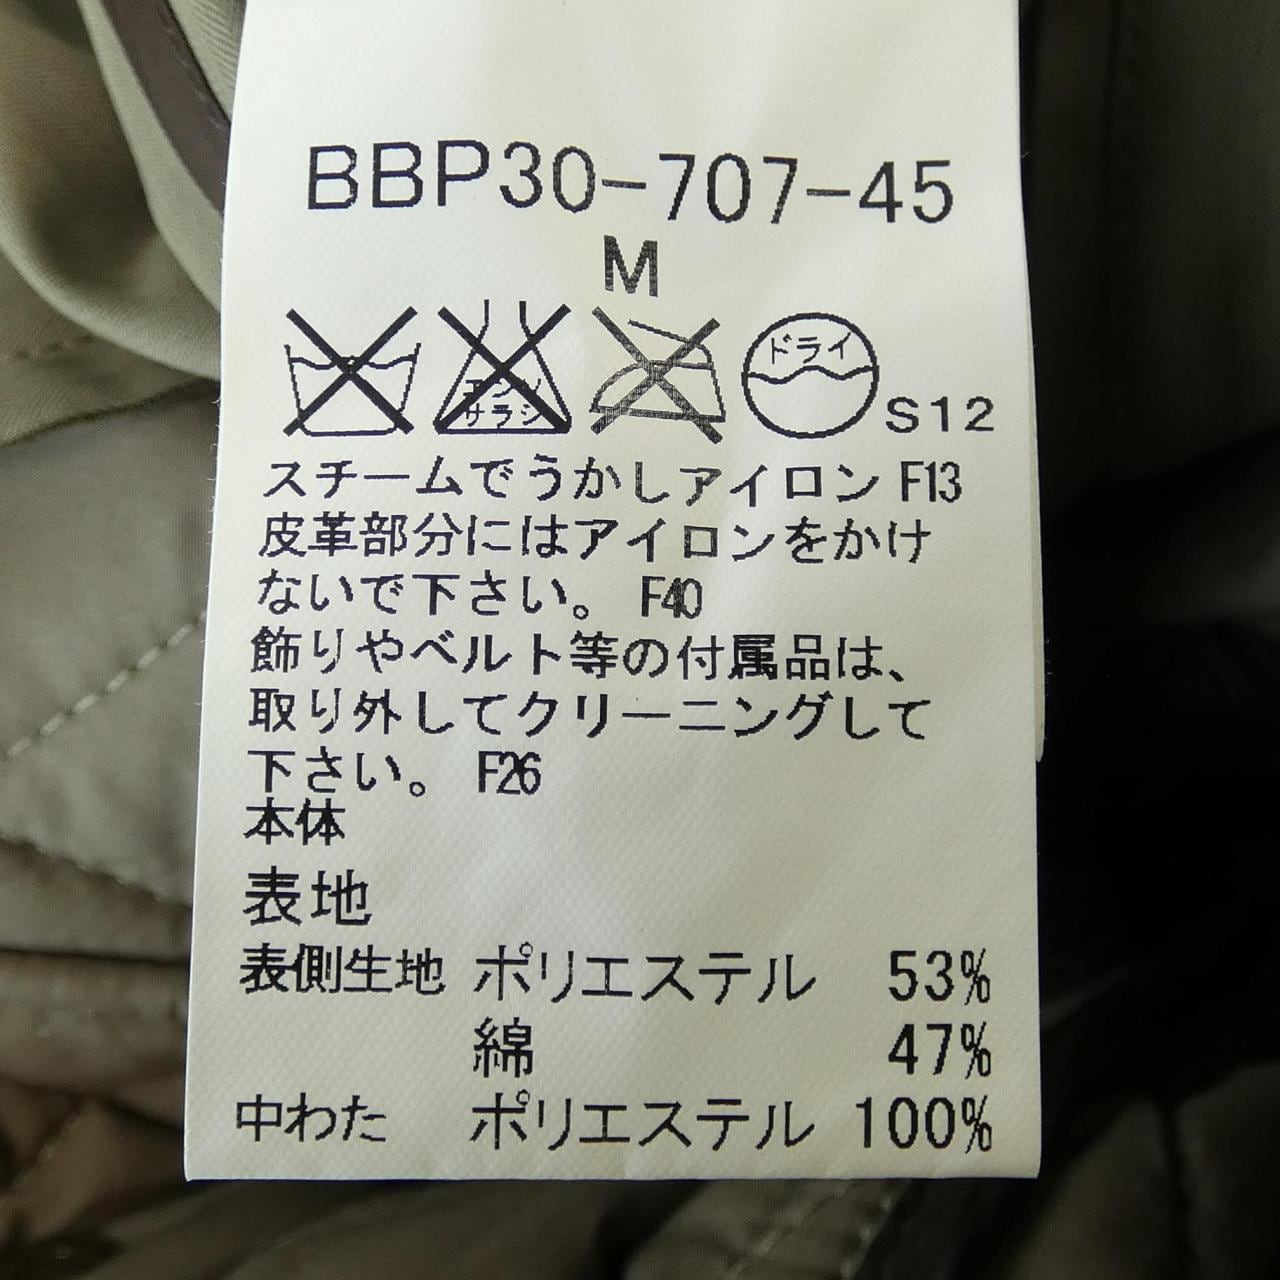 BBP30-707-45
M
エンソ
サラシ
ドライ
S12
スチームでうかしアイロン F13
皮革部分にはアイロンをかけ
ないで下さい。 F40
飾りやベルト等の付属品は、
取り外してクリーニングして
下さい。 F26
本体
表地
表側生地 ポリエステル 53%
綿 47%
中わた ポリエステル 100%